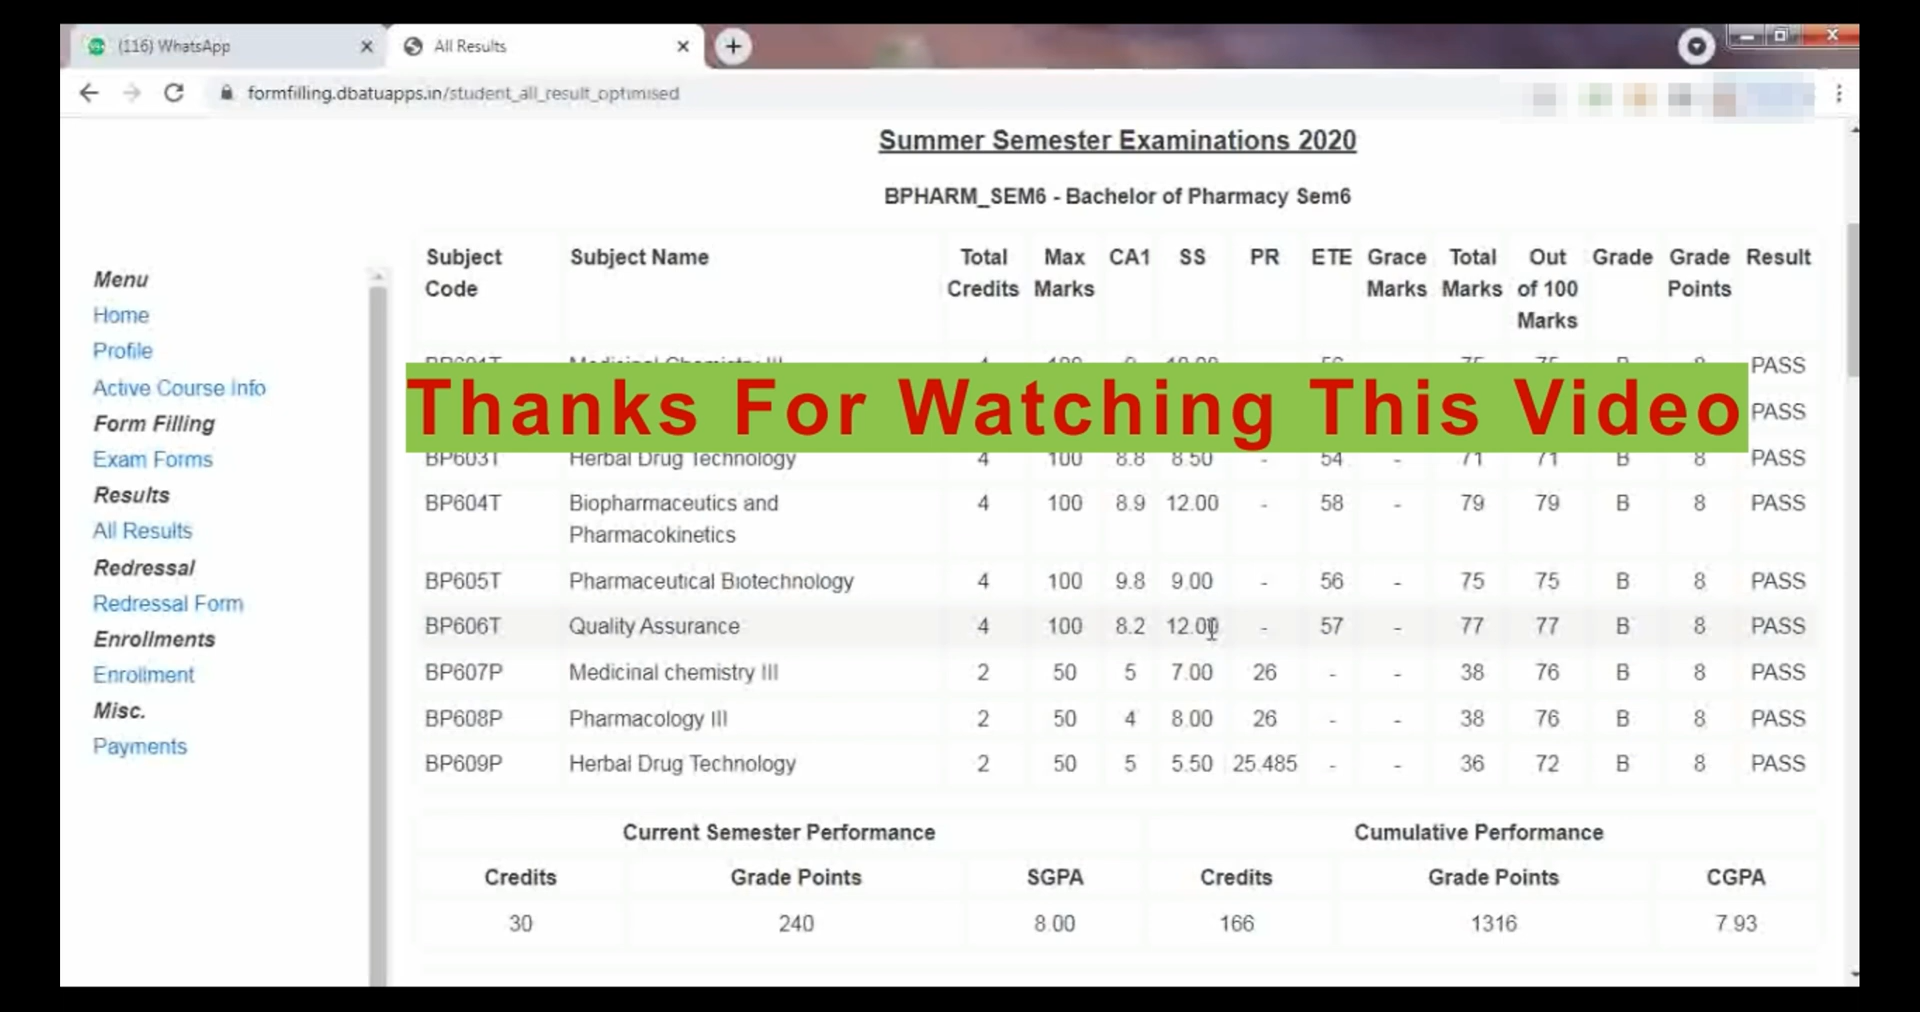 (116) WhatsApp
All Results
formfilling.dbatuapps.in/student_all_result_optimised
Summer Semester Examinations 2020
BPHARM_SEM6 - Bachelor of Pharmacy Sem6
Menu
Home
Profile
Active Course Info
Form Filling
Exam Forms
Results
All Results
Redressal
Redressal Form
Enrollments
Enrollment
Misc.
Payments
Subject Code Subject Name Total Credits Max Marks CA1 SS PR ETE Grace Marks Total Marks Out of 100 Marks Grade Grade Points Result
Medicinal Chemistry III PASS
Thanks For Watching This Video
PASS
BP603T Herbal Drug Technology 4 100 8.8 8.50 - 54 - 71 71 B 8 PASS
BP604T Biopharmaceutics and Pharmacokinetics 4 100 8.9 12.00 - 58 - 79 79 B 8 PASS
BP605T Pharmaceutical Biotechnology 4 100 9.8 9.00 - 56 - 75 75 B 8 PASS
BP606T Quality Assurance 4 100 8.2 12.00 - 57 - 77 77 B 8 PASS
BP607P Medicinal chemistry III 2 50 5 7.00 26 - - 38 76 B 8 PASS
BP608P Pharmacology III 2 50 4 8.00 26 - - 38 76 B 8 PASS
BP609P Herbal Drug Technology 2 50 5 5.50 25.485 - - 36 72 B 8 PASS
Current Semester Performance Cumulative Performance
Credits Grade Points SGPA Credits Grade Points CGPA
30 240 8.00 166 1316 7.93